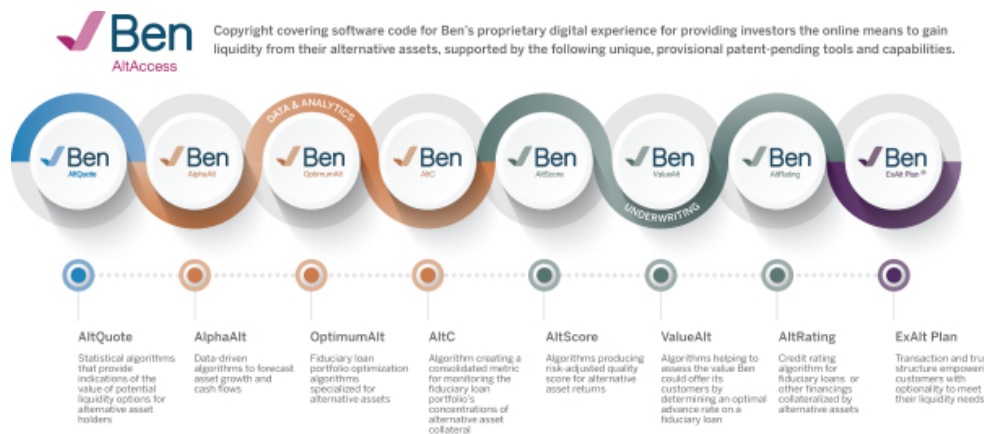 Ben
AltAccess
Copyright covering software code for Ben's proprietary digital experience for providing investors the online means to gain
liquidity from their alternative assets, supported by the following unique, provisional patent-pending tools and capabilities.
DATA & ANALYTICS
Ben
AltQuote
Ben
AlphaAlt
Ben
OptimumAlt
Ben
AltC
Ben
AltScore
Ben
ValueAlt
Ben
AltRating
Ben
ExAlt Plan ®
UNDERWRITING
AltQuote
Statistical algorithms
that provide
indications of the
value of potential
liquidity options for
alternative asset
holders
AlphaAlt
Data-driven
algorithms to forecast
asset growth and
cash flows
OptimumAlt
Fiduciary loan
portfolio optimization
algorithms
specialized for
alternative assets
AltC
Algorithm creating a
consolidated metric
for monitoring the
fiduciary loan
portfolio's
concentrations of
alternative asset
collateral
AltScore
Algorithms producing
risk-adjusted quality
score for alternative
asset returns
ValueAlt
Algorithms helping to
assess the value Ben
could offer its
customers by
determining an optimal
advance rate on a
fiduciary loan
AltRating
Credit rating
algorithm for
fiduciary loans or
other financings
collateralized by
alternative assets
ExAlt Plan
Transaction and tru
structure empoweri
customers with
optionality to meet
their liquidity needs